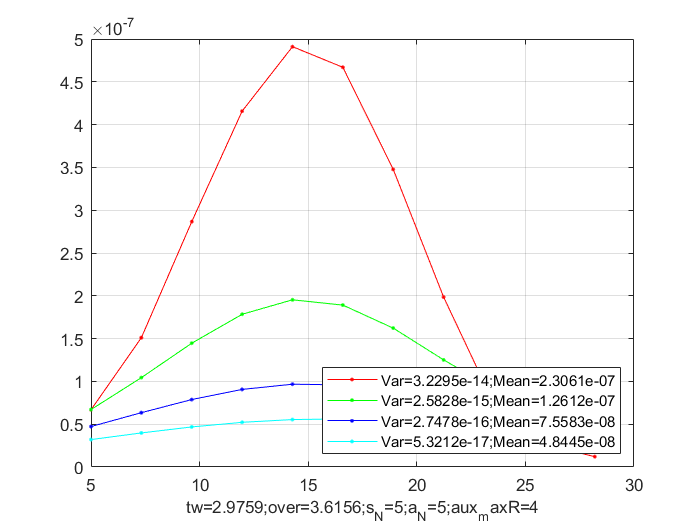 ×10-7
5
4.5
4
3.5
3
2.5
2
1.5
1
0.5
0
5 10 15 20 25 30
Var=3.2295e-14;Mean=2.3061e-07
Var=2.5828e-15;Mean=1.2612e-07
Var=2.7478e-16;Mean=7.5583e-08
Var=5.3212e-17;Mean=4.8445e-08
tw=2.9759;over=3.6156;sN=5;aN=5;auxmaxR=4